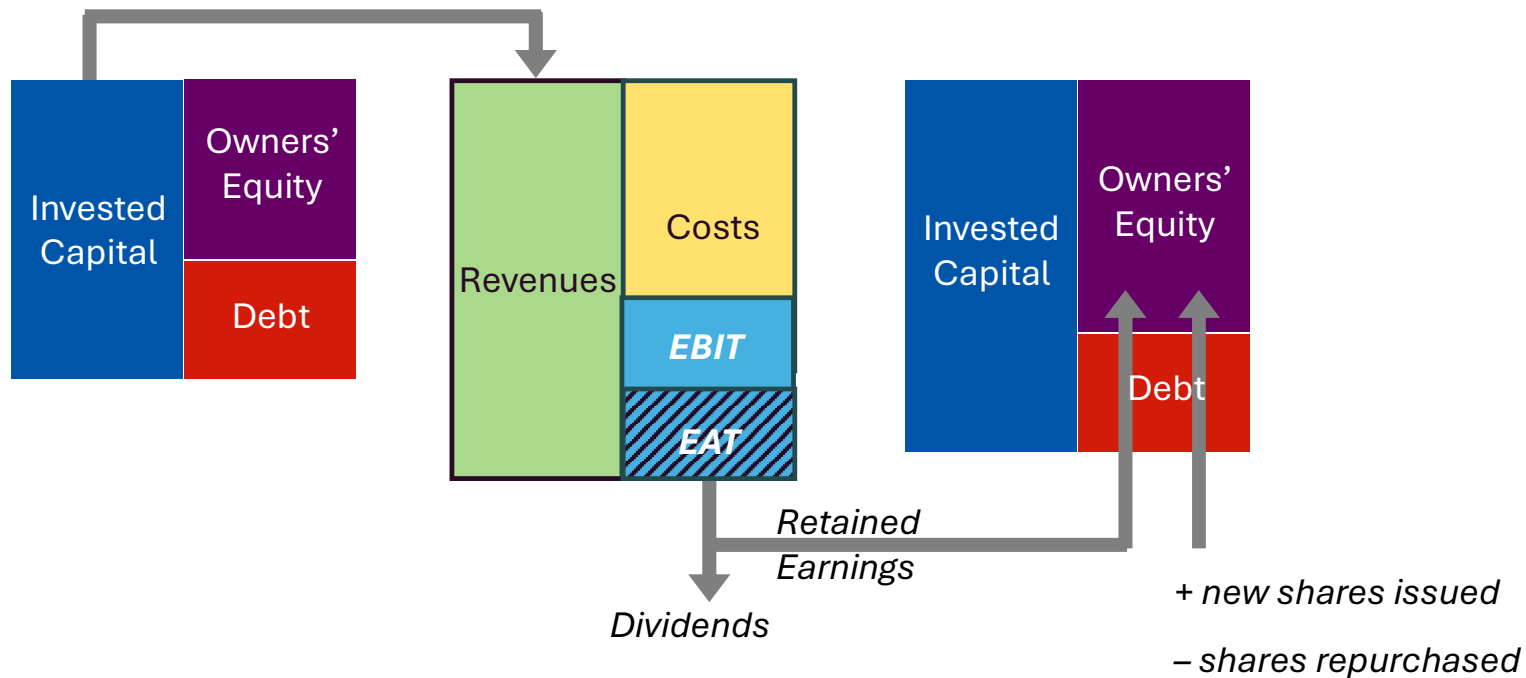 Invested
Capital
Owners’
Equity
Debt
Revenues
Costs
EBIT
EAT
Retained
Earnings
Dividends
Invested
Capital
Owners’
Equity
Debt
+ new shares issued
– shares repurchased